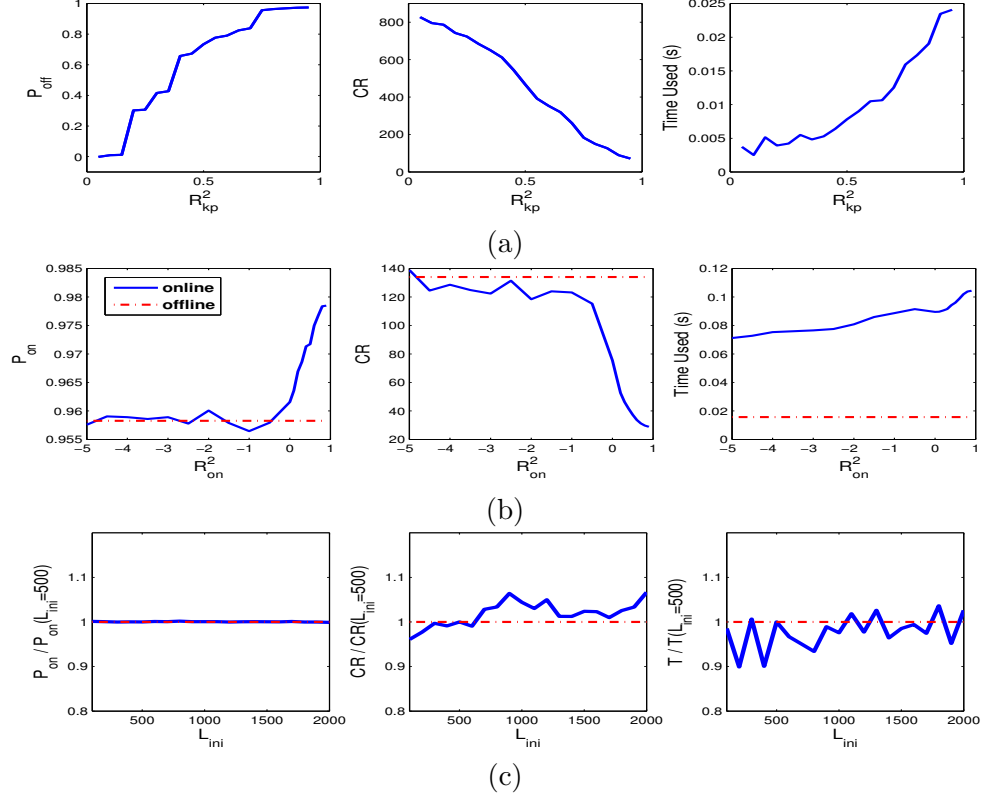 P_off
1
0.8
0.6
0.4
0.2
0
0 0.5 1
R²_kp
CR
800
600
400
200
0
0 0.5 1
R²_kp
Time Used (s)
0.025
0.02
0.015
0.01
0.005
0
0 0.5 1
R²_kp
(a)
P_on
0.985
0.98
0.975
0.97
0.965
0.96
0.955
−5 −4 −3 −2 −1 0 1
R²_on
online
offline
CR
140
120
100
80
60
40
20
−5 −4 −3 −2 −1 0 1
R²_on
Time Used (s)
0.12
0.1
0.08
0.06
0.04
0.02
0
−5 −4 −3 −2 −1 0 1
R²_on
(b)
P_on / P_on(L_ini=500)
1.1
1
0.9
0.8
500 1000 1500 2000
L_ini
CR / CR(L_ini=500)
1.1
1
0.9
0.8
500 1000 1500 2000
L_ini
T / T(L_ini=500)
1.1
1
0.9
0.8
500 1000 1500 2000
L_ini
(c)